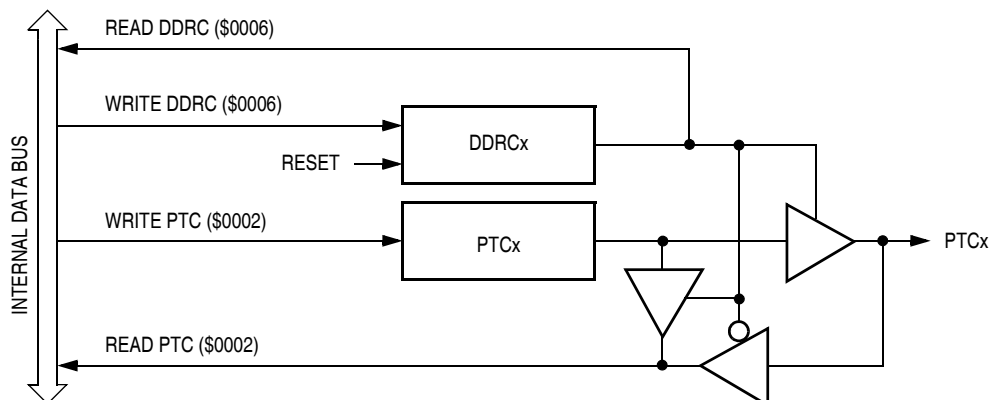 READ DDRC ($0006)
WRITE DDRC ($0006)
DDRCx
RESET
INTERNAL DATA BUS
WRITE PTC ($0002)
PTCx
PTCx
READ PTC ($0002)